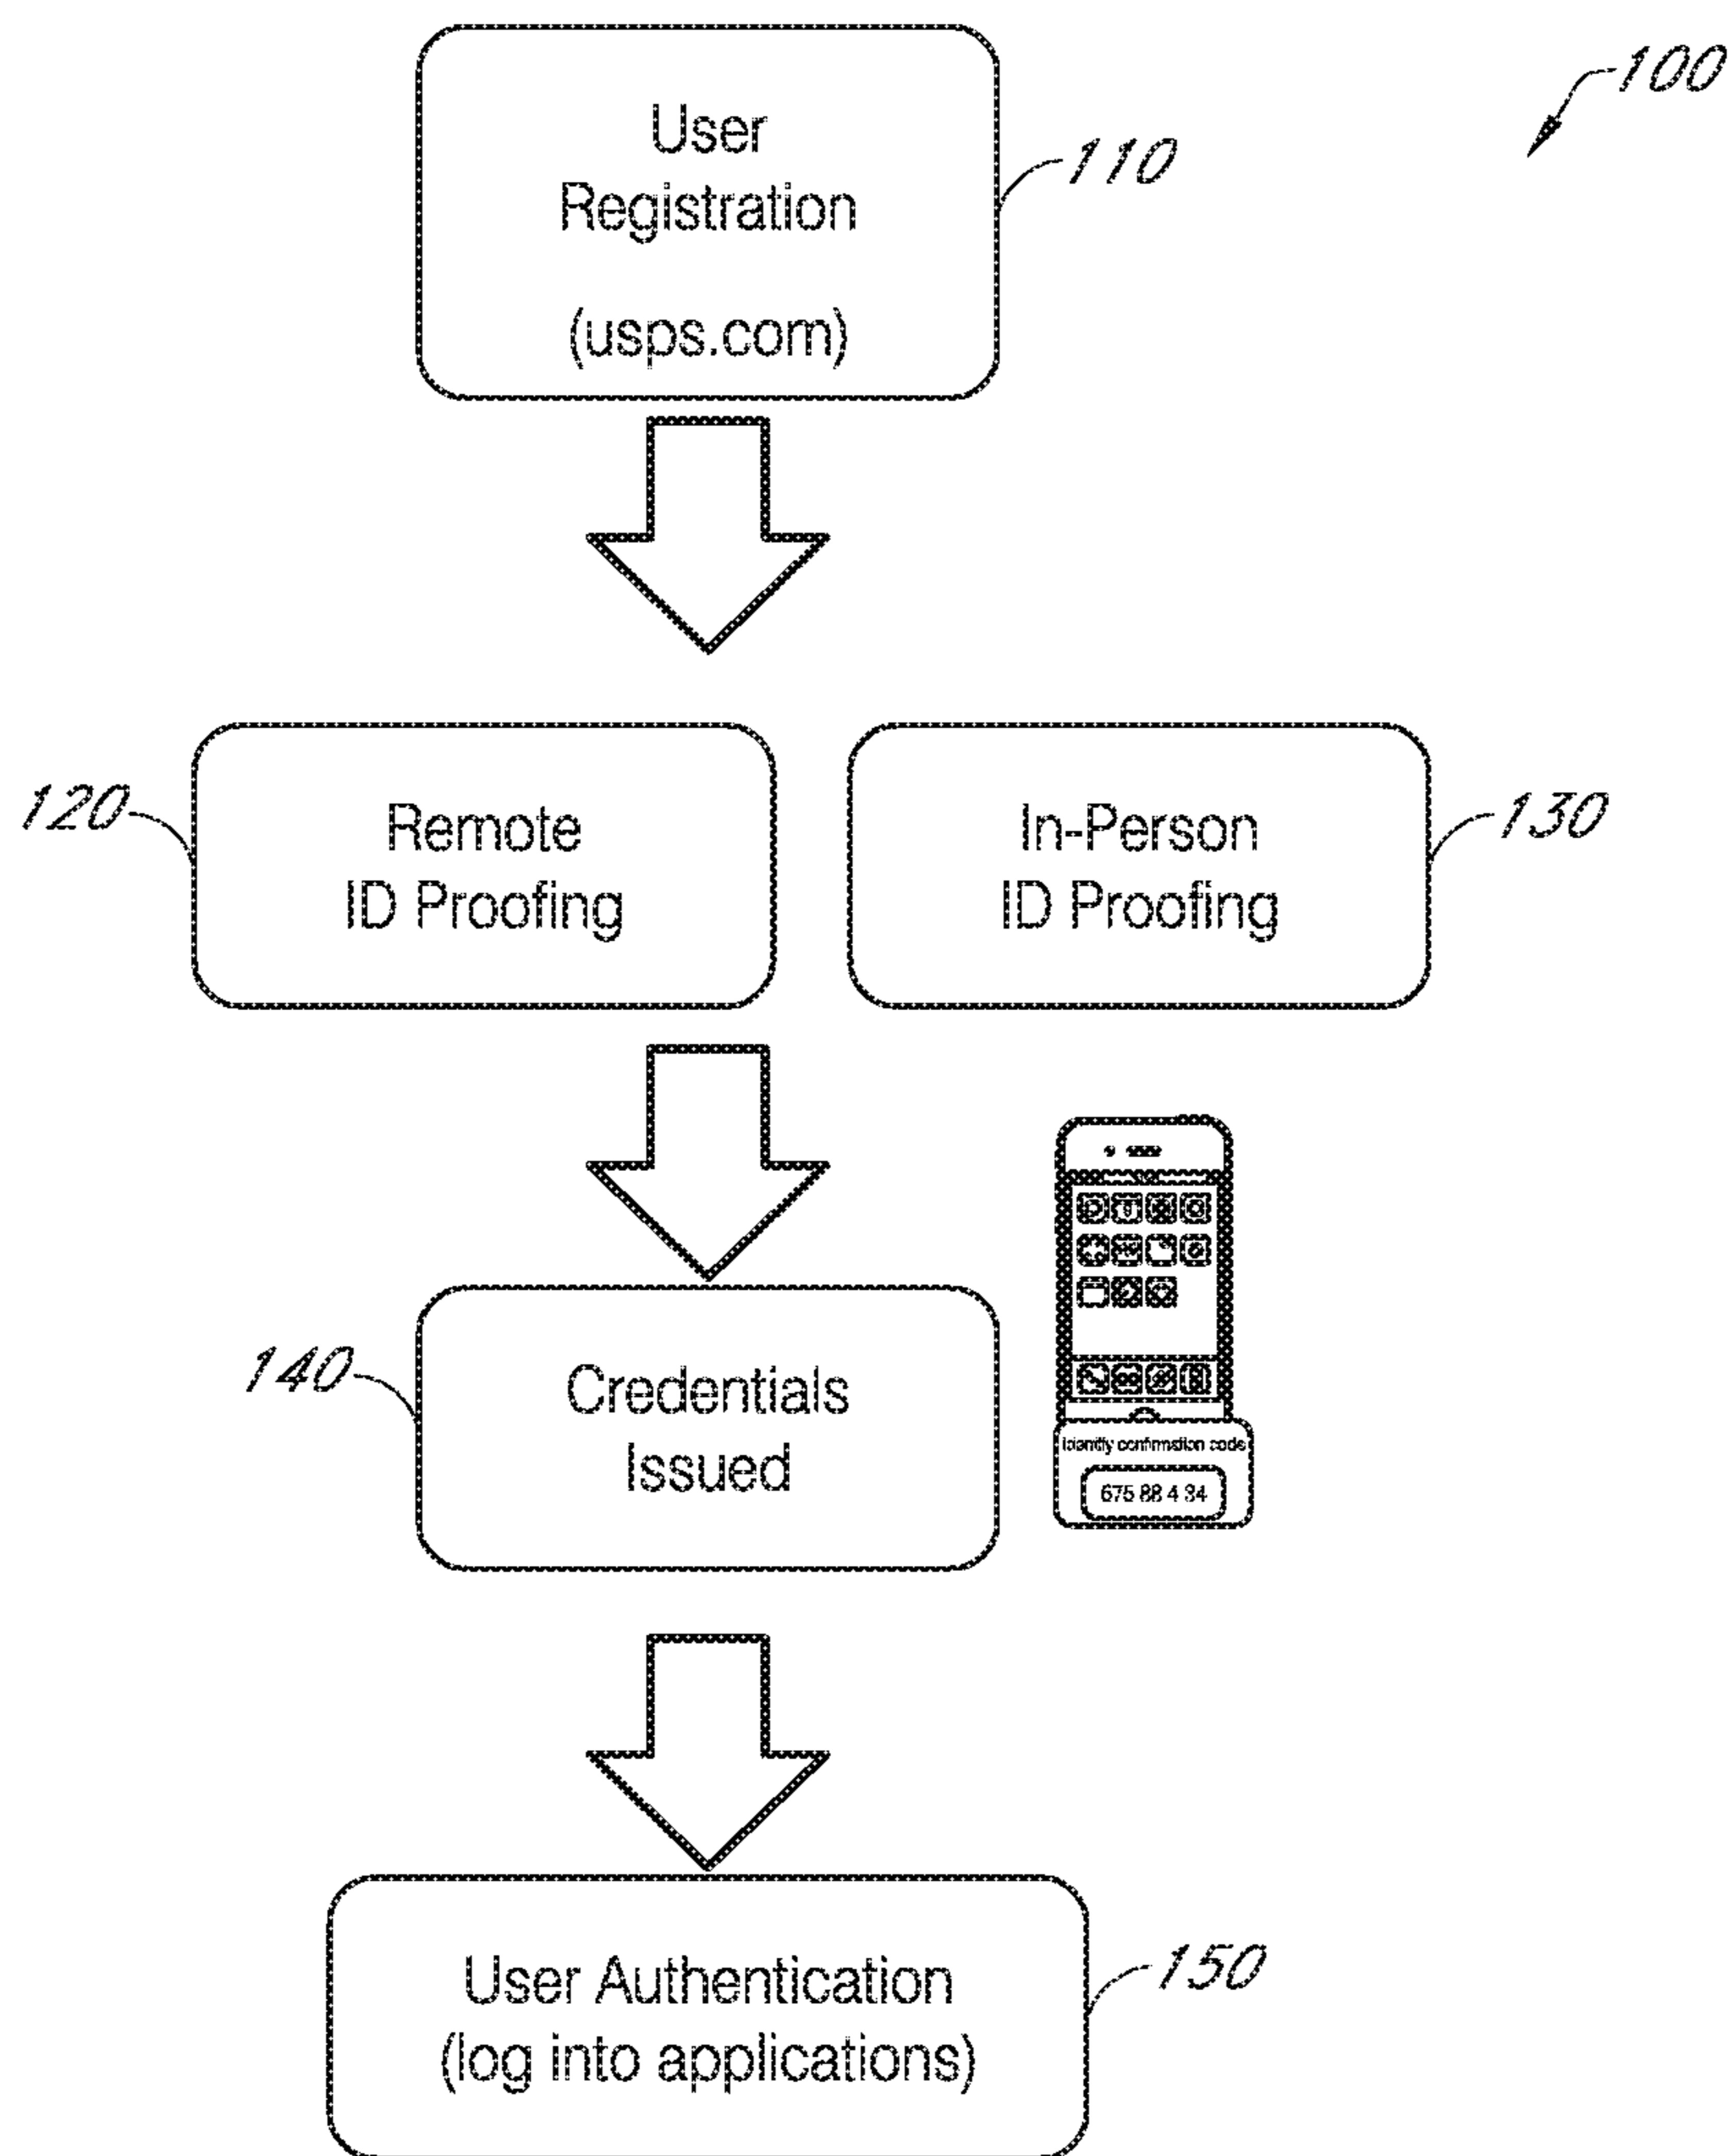 100
User
Registration
(usps.com)
110
120
Remote
ID Proofing
In-Person
ID Proofing
130
140
Credentials
Issued
Identity confirmation code
675 88 4 34
User Authentication
(log into applications)
150